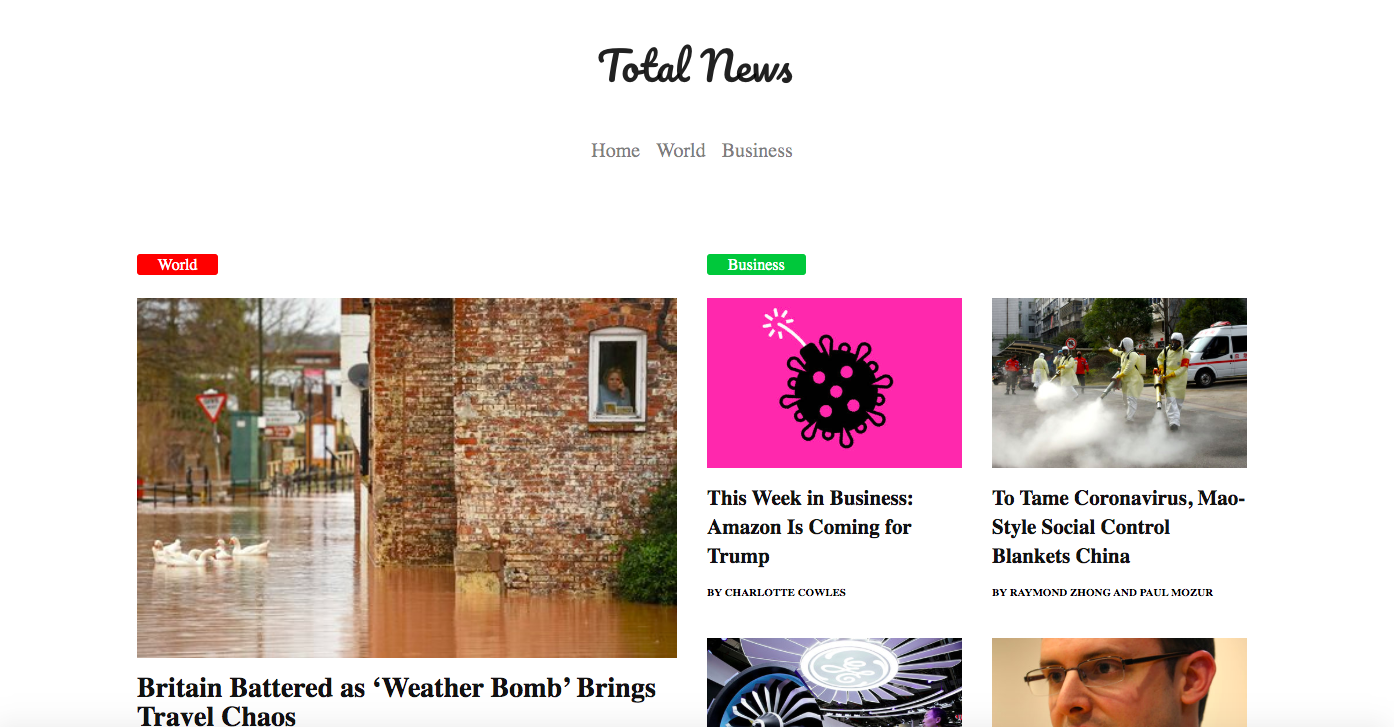 Total News
Home World Business
World
Business
This Week in Business:
Amazon Is Coming for
Trump
BY CHARLOTTE COWLES
To Tame Coronavirus, Mao-
Style Social Control
Blankets China
BY RAYMOND ZHONG AND PAUL MOZUR
Britain Battered as ‘Weather Bomb’ Brings
Travel Chaos